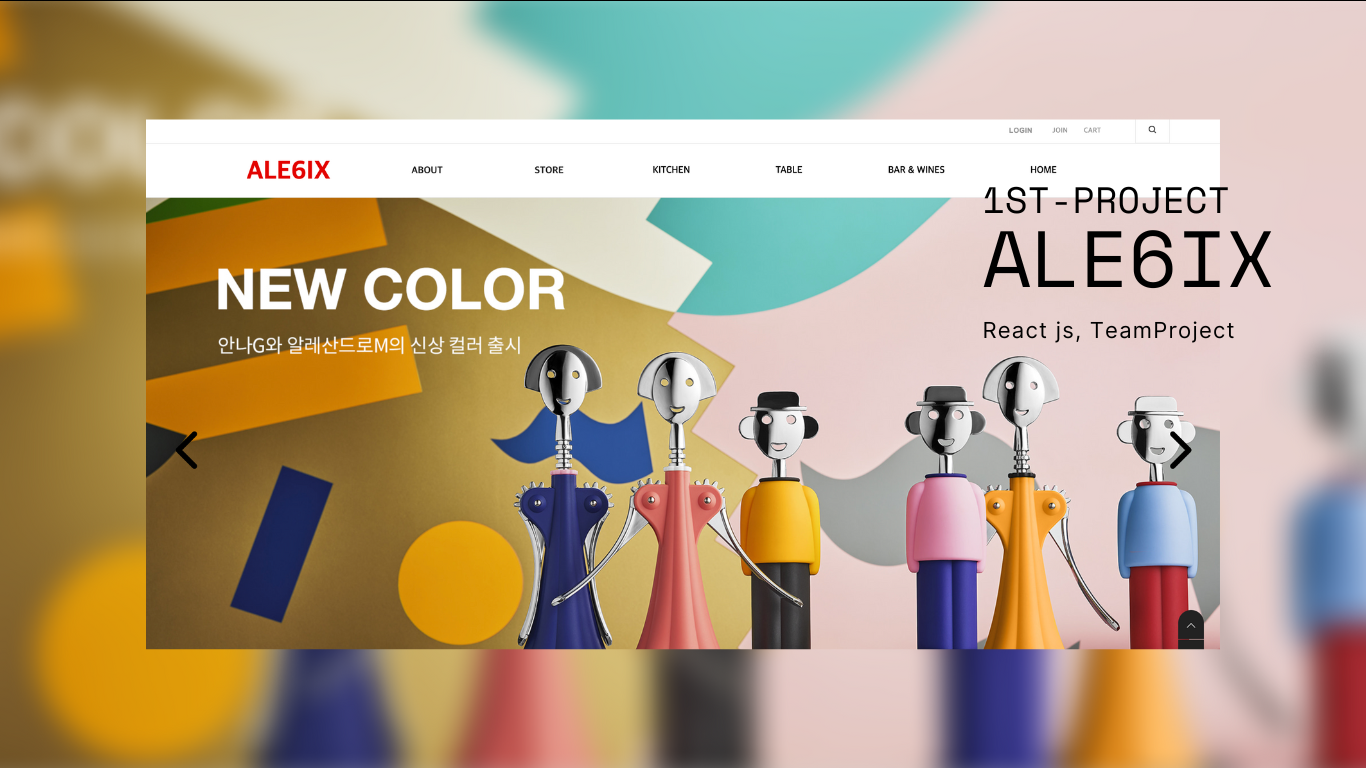 LOGIN JOIN CART
ALE6IX ABOUT STORE KITCHEN TABLE BAR & WINES HOME
1ST-PROJECT
ALE6IX
React js, TeamProject
NEW COLOR
안나G와 알레산드로M의 신상 컬러 출시